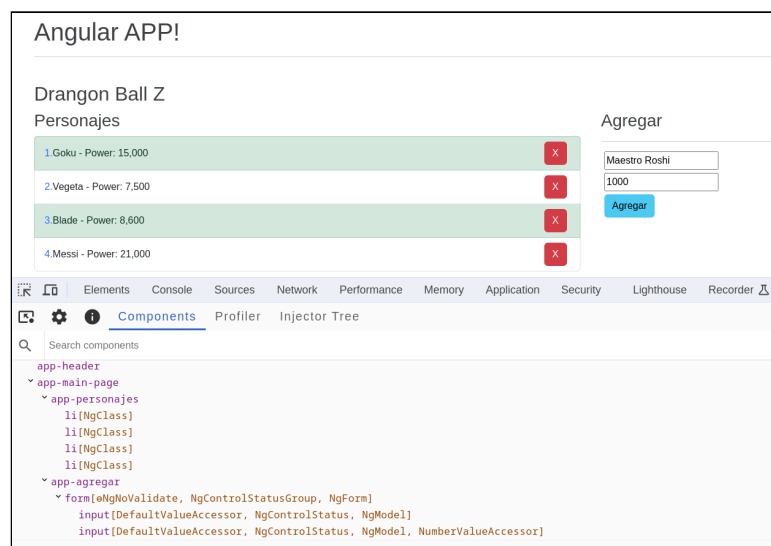 Angular APP!
Drangon Ball Z
Personajes
1.Goku - Power: 15,000 X
2.Vegeta - Power: 7,500 X
3.Blade - Power: 8,600 X
4.Messi - Power: 21,000 X
Agregar
Maestro Roshi
1000
Agregar
Elements Console Sources Network Performance Memory Application Security Lighthouse Recorder
Components Profiler Injector Tree
Search components
app-header
app-main-page
app-personajes
li[NgClass]
li[NgClass]
li[NgClass]
li[NgClass]
app-agregar
form[ɵNgNoValidate, NgControlStatusGroup, NgForm]
input[DefaultValueAccessor, NgControlStatus, NgModel]
input[DefaultValueAccessor, NgControlStatus, NgModel, NumberValueAccessor]